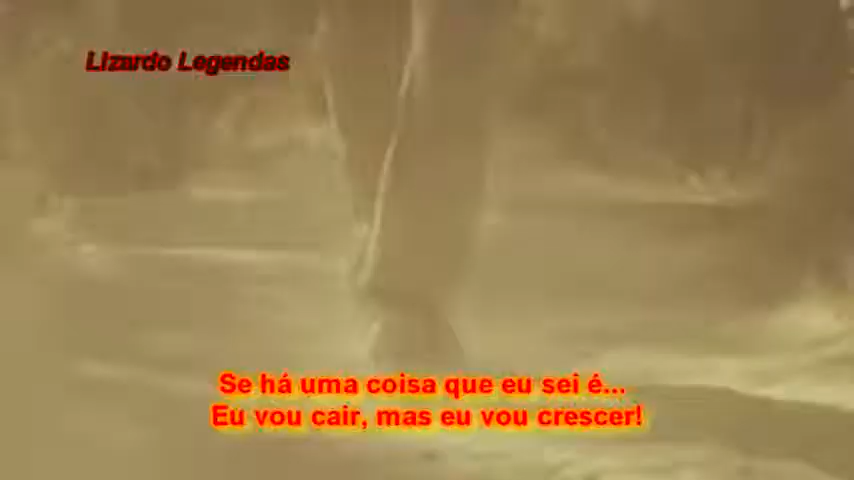 Lizardo Legendas
Se há uma coisa que eu sei é...
Eu vou cair, mas eu vou crescer!